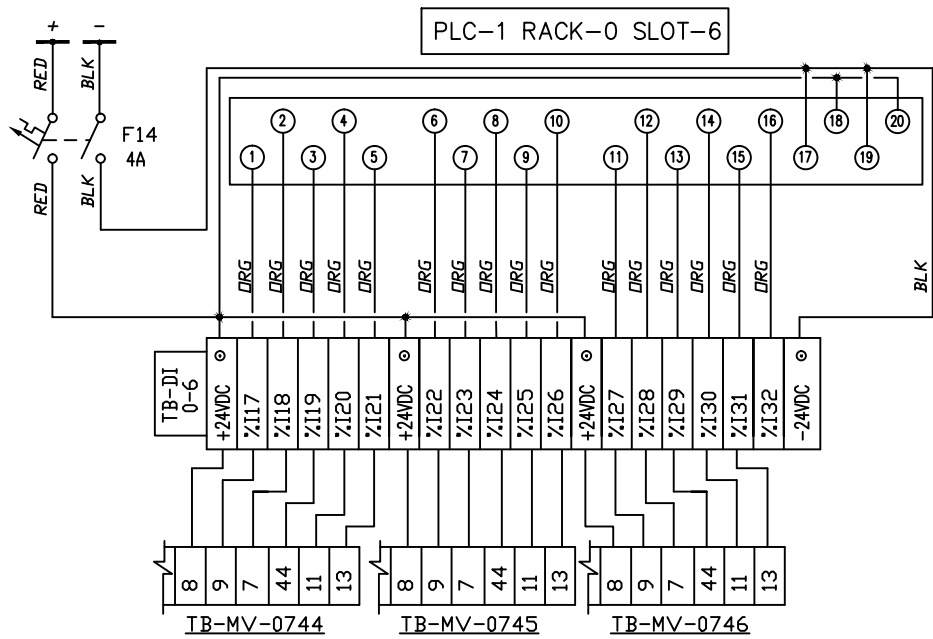 + -
PLC-1 RACK-0 SLOT-6
RED BLK
F14
4A
RED BLK
2 4 6 8 10 12 14 16 18 20
1 3 5 7 9 11 13 15 17 19
ORG ORG ORG ORG ORG ORG ORG ORG ORG ORG ORG ORG ORG ORG ORG ORG BLK
TB-DI
0-6
+24VDC %I17 %I18 %I19 %I20 %I21 +24VDC %I22 %I23 %I24 %I25 %I26 +24VDC %I27 %I28 %I29 %I30 %I31 %I32 -24VDC
8 9 7 44 11 13 8 9 7 44 11 13 8 9 7 44 11 13
TB-MV-0744 TB-MV-0745 TB-MV-0746